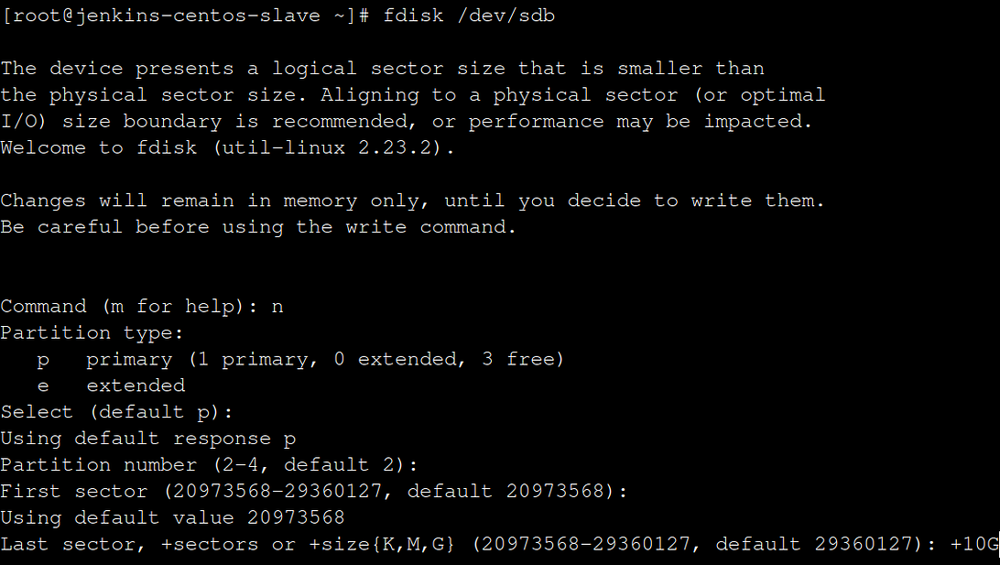 [root@jenkins-centos-slave ~]# fdisk /dev/sdb
The device presents a logical sector size that is smaller than
the physical sector size. Aligning to a physical sector (or optimal
I/O) size boundary is recommended, or performance may be impacted.
Welcome to fdisk (util-linux 2.23.2).
Changes will remain in memory only, until you decide to write them.
Be careful before using the write command.
Command (m for help): n
Partition type:
   p   primary (1 primary, 0 extended, 3 free)
   e   extended
Select (default p):
Using default response p
Partition number (2-4, default 2):
First sector (20973568-29360127, default 20973568):
Using default value 20973568
Last sector, +sectors or +size{K,M,G} (20973568-29360127, default 29360127): +10G